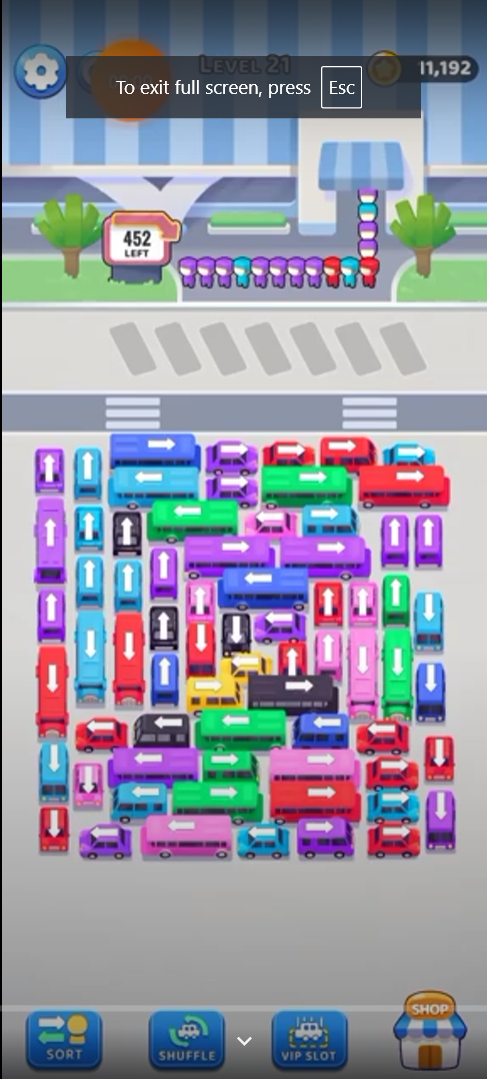 LEVEL 21
11,192
To exit full screen, press Esc
452
LEFT
SORT
SHUFFLE
VIP SLOT
SHOP